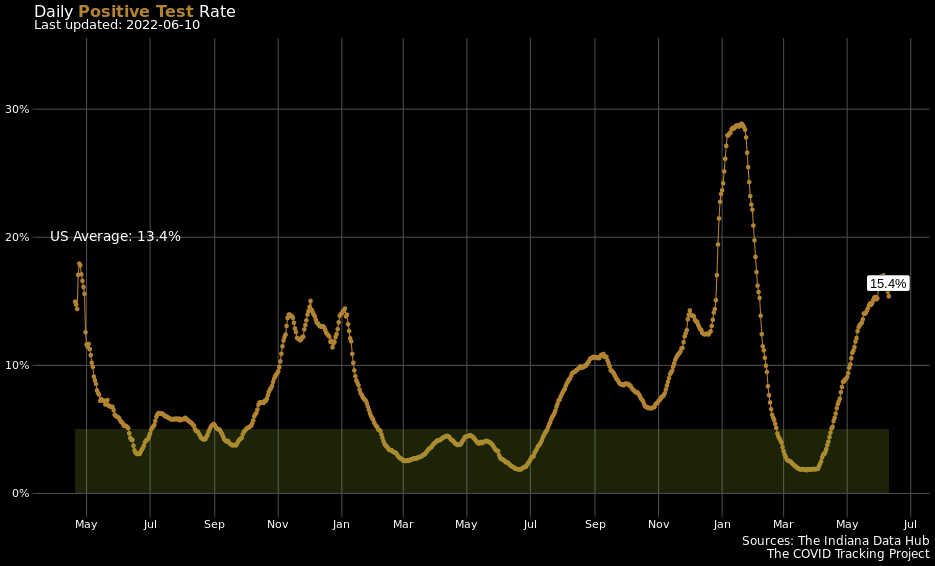 Daily Positive Test Rate
Last updated: 2022-06-10
30%
20%
10%
0%
US Average: 13.4%
15.4%
May Jul Sep Nov Jan Mar May Jul Sep Nov Jan Mar May Jul
Sources: The Indiana Data Hub
The COVID Tracking Project